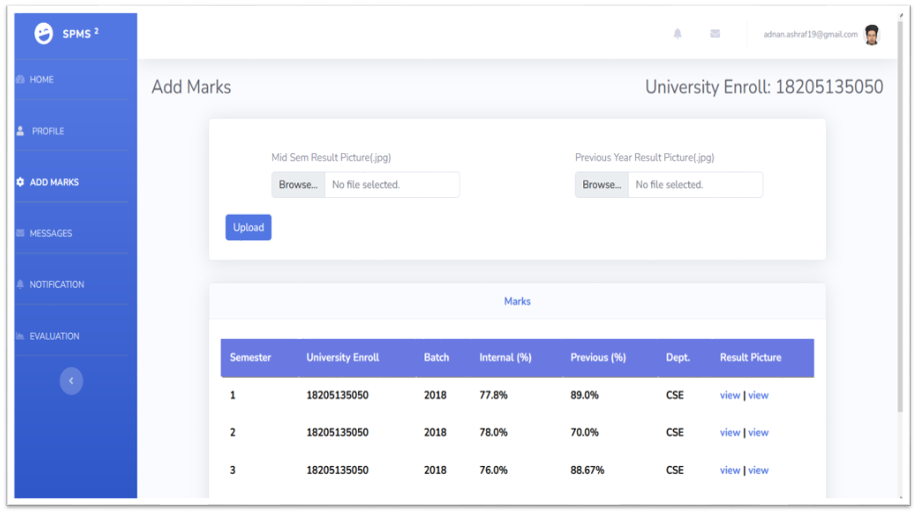 SPMS 2
adnan.ashraf19@gmail.com
HOME
PROFILE
ADD MARKS
MESSAGES
NOTIFICATION
EVALUATION
Add Marks
University Enroll: 18205135050
Mid Sem Result Picture(.jpg)
Previous Year Result Picture(.jpg)
Browse... No file selected.
Browse... No file selected.
Upload
Marks
Semester University Enroll Batch Internal (%) Previous (%) Dept. Result Picture
1 18205135050 2018 77.8% 89.0% CSE view | view
2 18205135050 2018 78.0% 70.0% CSE view | view
3 18205135050 2018 76.0% 88.67% CSE view | view